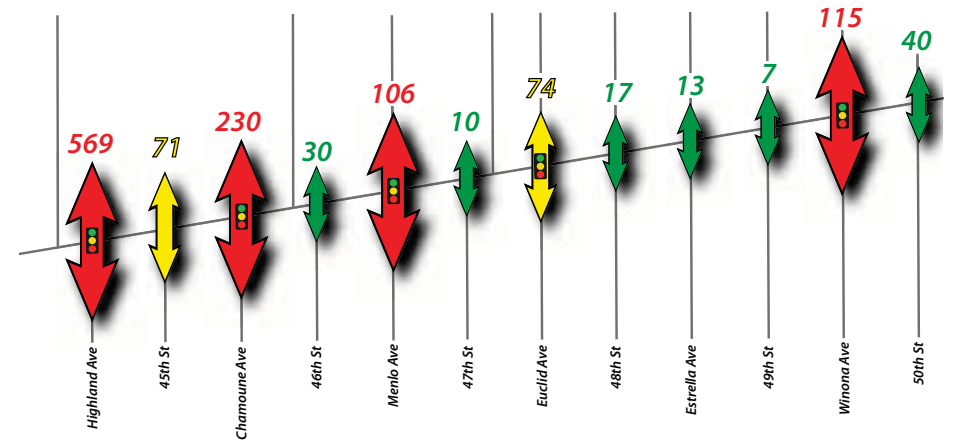 569
71
230
30
106
10
74
17
13
7
115
40
Highland Ave
45th St
Chamoune Ave
46th St
Menlo Ave
47th St
Euclid Ave
48th St
Estrella Ave
49th St
Winona Ave
50th St